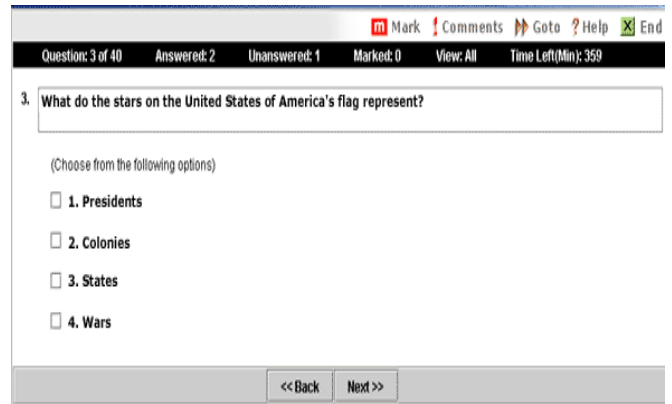 m Mark ! Comments Goto ? Help X End
Question: 3 of 40 Answered: 2 Unanswered: 1 Marked: 0 View: All Time Left(Min): 359
3. What do the stars on the United States of America's flag represent?
(Choose from the following options)
1. Presidents
2. Colonies
3. States
4. Wars
<< Back Next >>